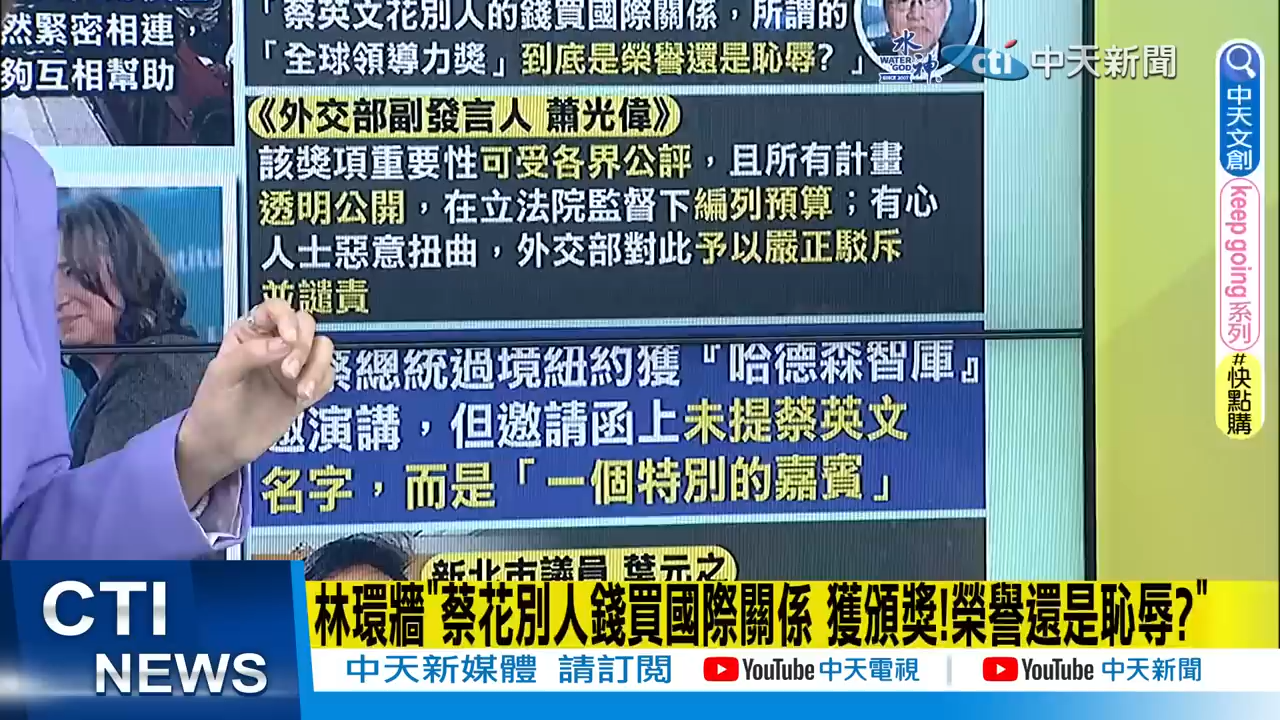 然緊密相連，
夠互相幫助
「蔡英文花別人的錢買國際關係，所謂的
「全球領導力獎」到底是榮譽還是恥辱？」
水神
WATER GOD
SINCE 2007
cti 中天新聞
《外交部副發言人 蕭光偉》
該獎項重要性可受各界公評，且所有計畫
透明公開，在立法院監督下編列預算；有心
人士惡意扭曲，外交部對此予以嚴正駁斥
並譴責
蔡總統過境紐約獲『哈德森智庫』
邀演講，但邀請函上未提蔡英文
名字，而是「一個特別的嘉賓」
新北市議員 葉元之
中天文創
keep going系列
#快點購
CTI NEWS
林環牆"蔡花別人錢買國際關係 獲頒獎!榮譽還是恥辱?"
中天新媒體 請訂閱 YouTube 中天電視 YouTube 中天新聞